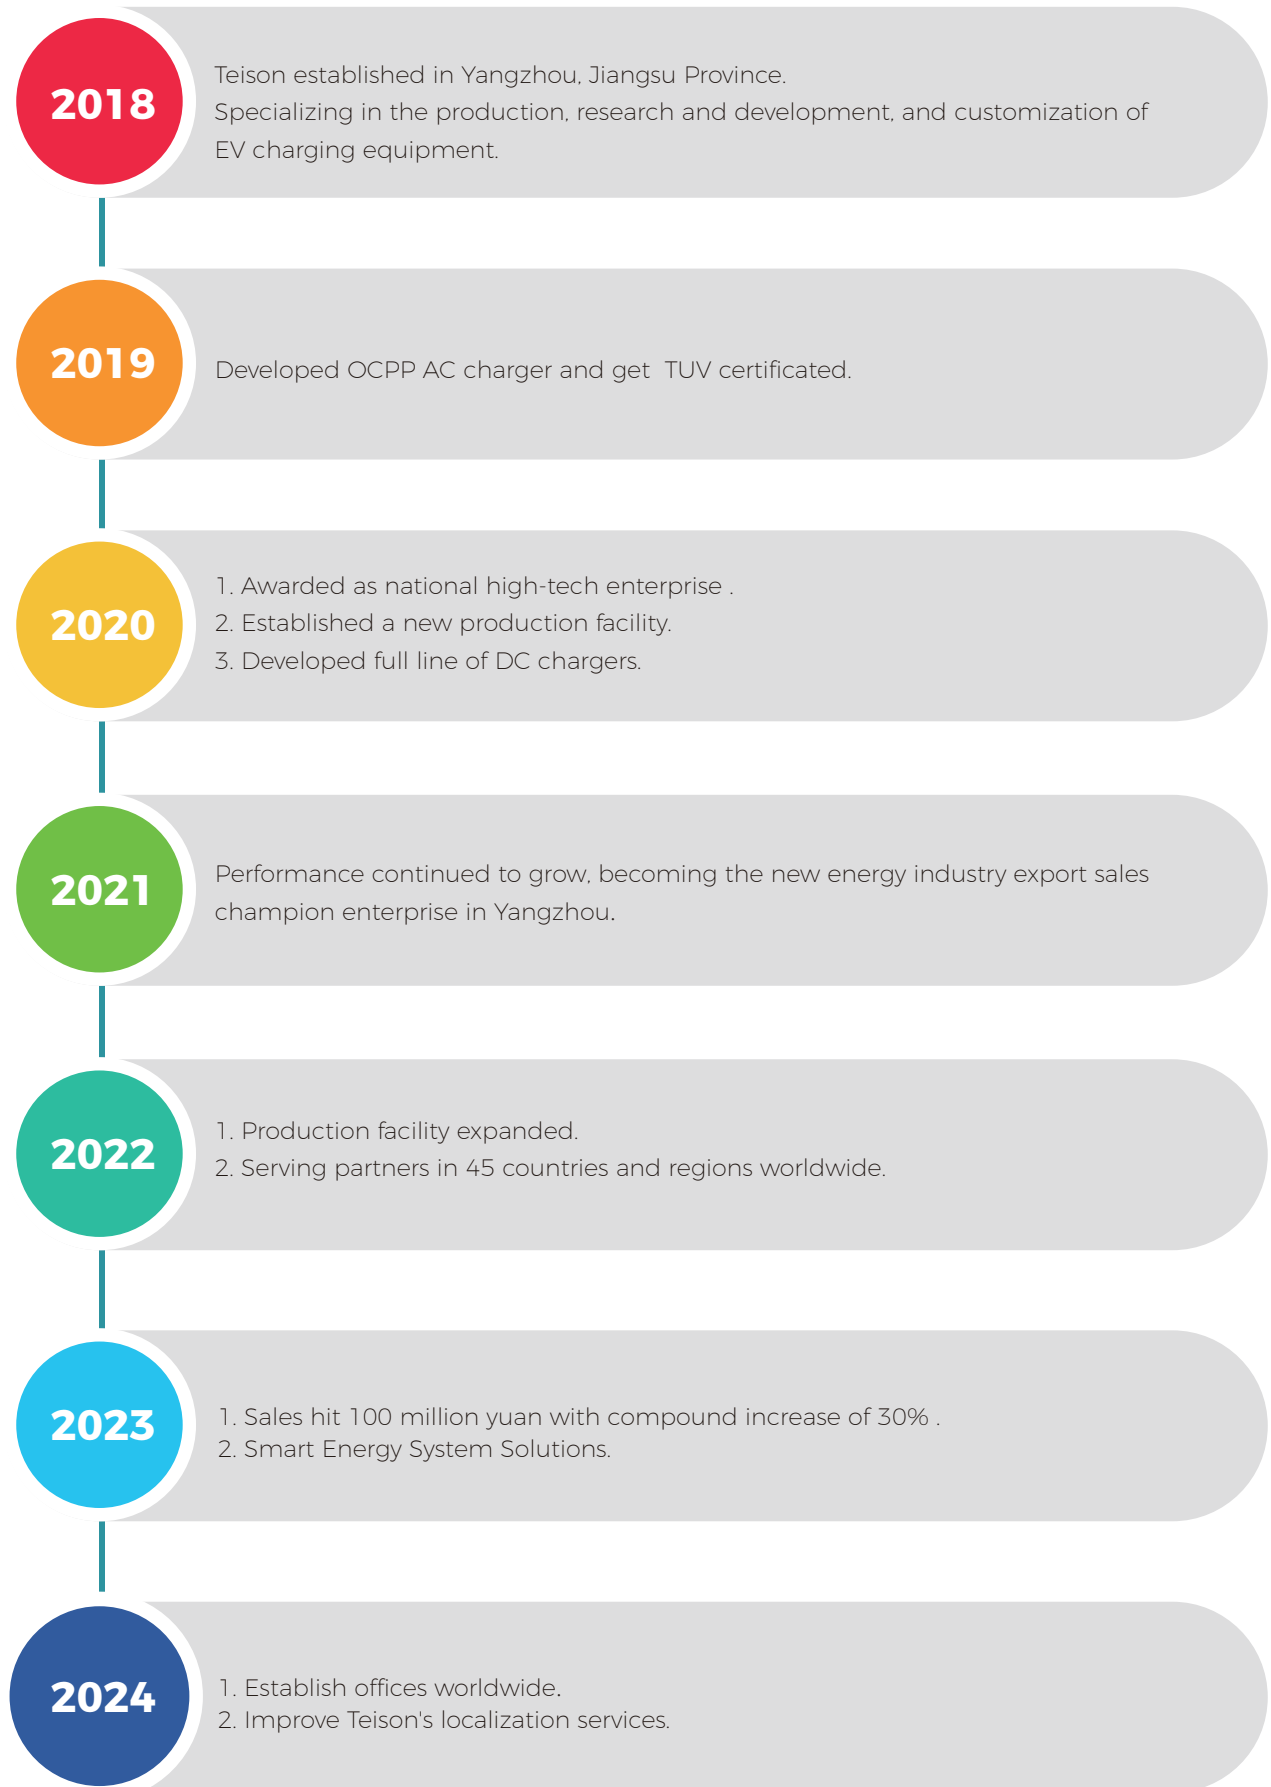 2018
Teison established in Yangzhou, Jiangsu Province.
Specializing in the production, research and development, and customization of
EV charging equipment.
2019
Developed OCPP AC charger and get  TUV certificated.
2020
1. Awarded as national high-tech enterprise .
2. Established a new production facility.
3. Developed full line of DC chargers.
2021
Performance continued to grow, becoming the new energy industry export sales
champion enterprise in Yangzhou.
2022
1. Production facility expanded.
2. Serving partners in 45 countries and regions worldwide.
2023
1. Sales hit 100 million yuan with compound increase of 30% .
2. Smart Energy System Solutions.
2024
1. Establish offices worldwide.
2. Improve Teison's localization services.